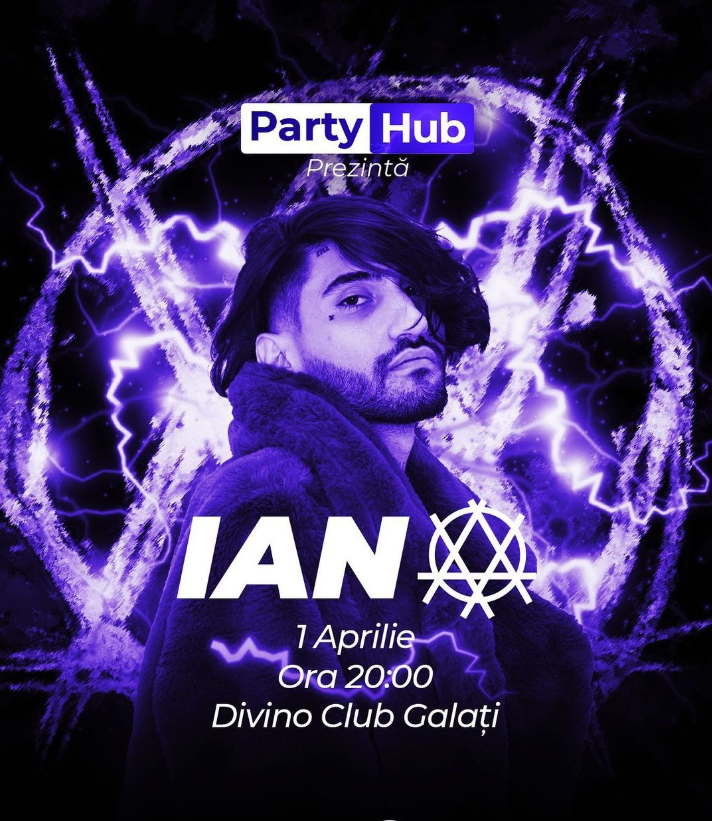 Party Hub
Prezintă
IAN
1 Aprilie
Ora 20:00
Divino Club Galați